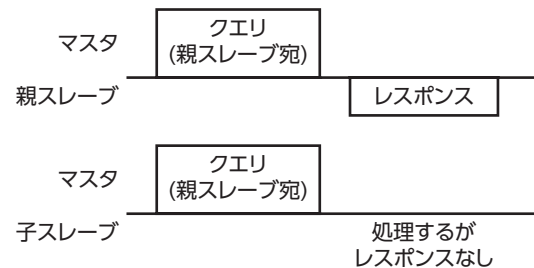 クエリ
(親スレーブ宛)
マスタ
親スレーブ
レスポンス
クエリ
(親スレーブ宛)
マスタ
子スレーブ
処理するが
レスポンスなし